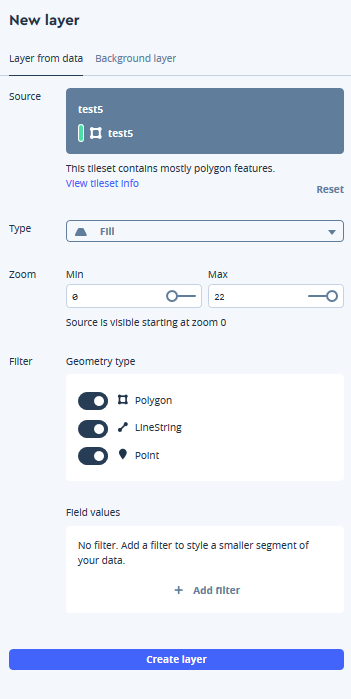 New layer
Layer from data Background layer
Source
test5
test5
This tileset contains mostly polygon features.
View tileset info
Reset
Type Fill
Zoom Min Max
0 22
Source is visible starting at zoom 0
Filter Geometry type
Polygon
LineString
Point
Field values
No filter. Add a filter to style a smaller segment of
your data.
+ Add filter
Create layer